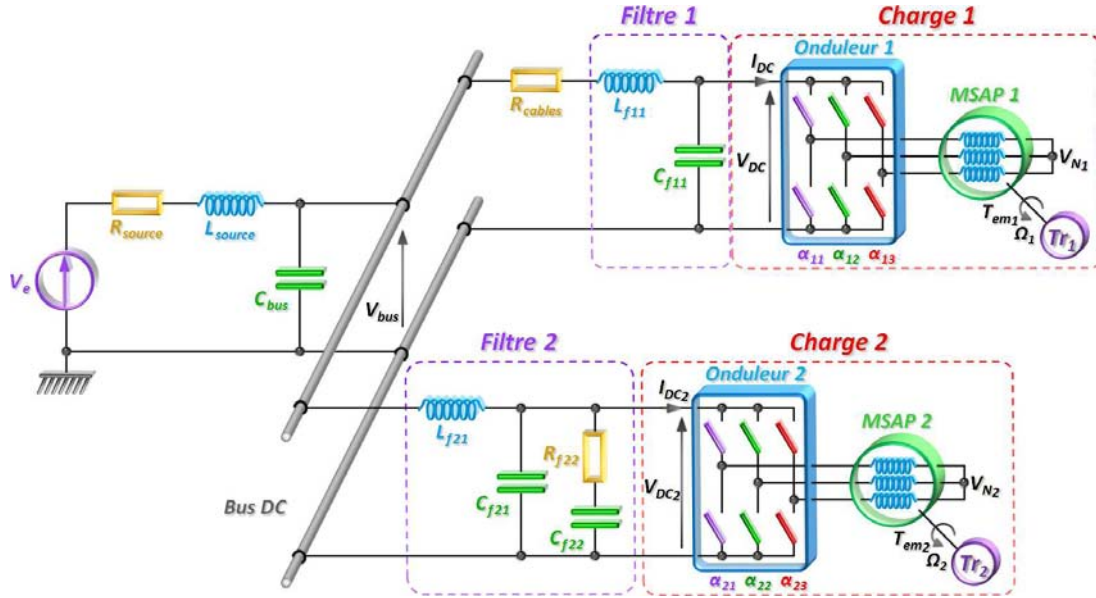 Filtre 1
Charge 1
Onduleur 1
I_DC
MSAP 1
R_cables
L_f11
C_f11
V_DC
V_N1
T_em1
Ω_1
Tr_1
α_11 α_12 α_13
R_source
L_source
V_e
C_bus
V_bus
Filtre 2
Charge 2
Onduleur 2
I_DC2
MSAP 2
L_f21
R_f22
C_f21
C_f22
V_DC2
V_N2
Bus DC
T_em2
Ω_2
Tr_2
α_21 α_22 α_23